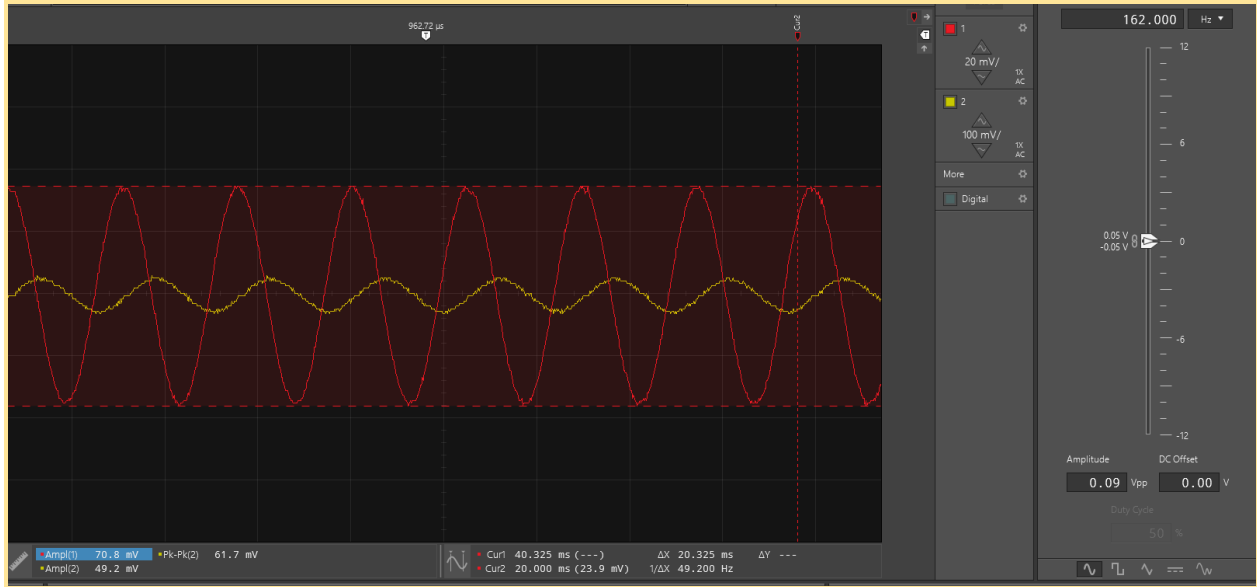 962.72 µs
Cur2
T
T
1
20 mV/
1X
AC
2
100 mV/
1X
AC
More
Digital
162.000 Hz
12
6
0.05 V
-0.05 V
0
-6
-12
Amplitude DC Offset
0.09 Vpp 0.00 V
Duty Cycle
50 %
Ampl(1) 70.8 mV Pk-Pk(2) 61.7 mV
Ampl(2) 49.2 mV
Cur1 40.325 ms (---) ΔX 20.325 ms ΔY ---
Cur2 20.000 ms (23.9 mV) 1/ΔX 49.200 Hz